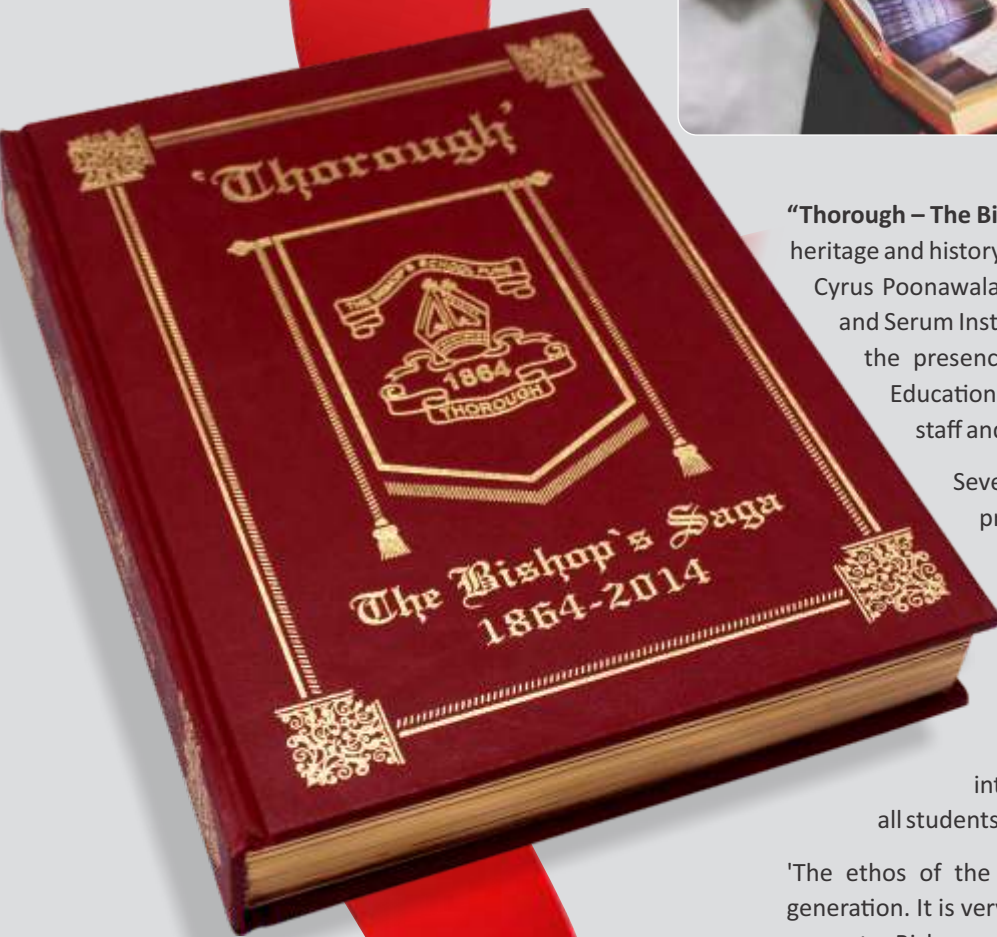 'Thorough'
THE BISHOP'S SCHOOL PUNE
1864
THOROUGH
The Bishop`s Saga
1864-2014
“Thorough – The Bi
heritage and history
Cyrus Poonawala
and Serum Inst
the presenc
Education
staff and
Seve
pr
int
all students
'The ethos of the
generation. It is very